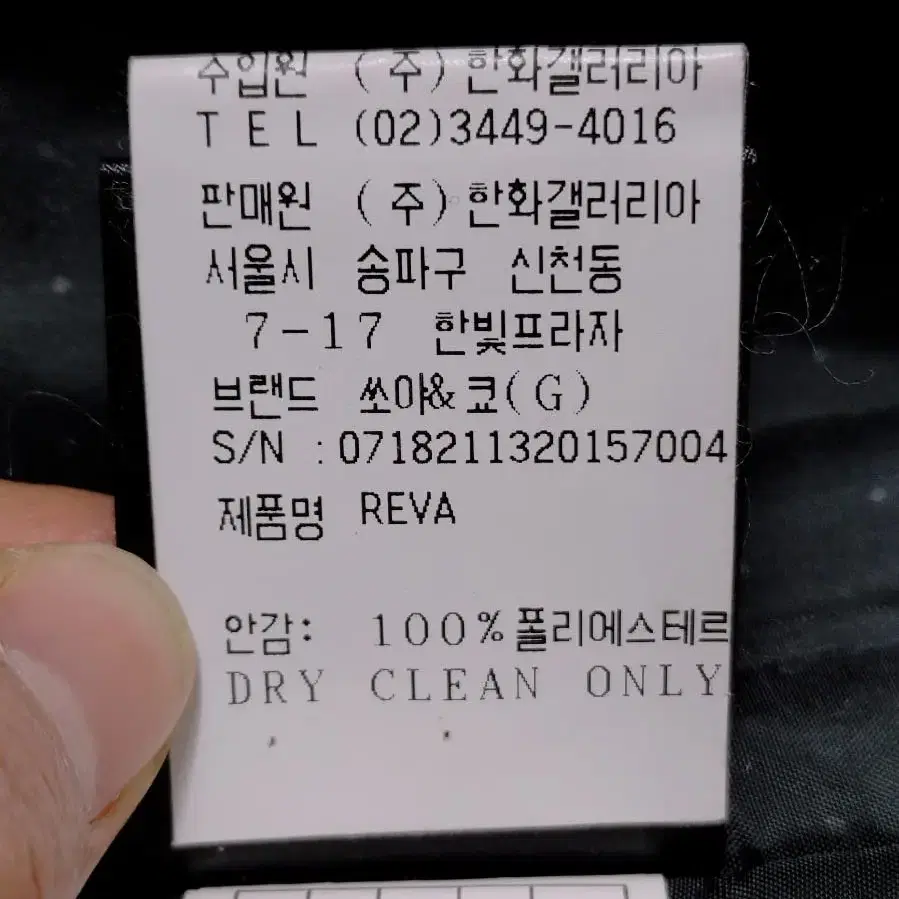 수입원 (주)한화갤러리아
TEL (02)3449-4016
판매원 (주)한화갤러리아
서울시 송파구 신천동
7-17 한빛프라자
브랜드 쏘야&쿄(G)
S/N :0718211320157004
제품명 REVA
안감: 100%폴리에스테르
DRY CLEAN ONLY